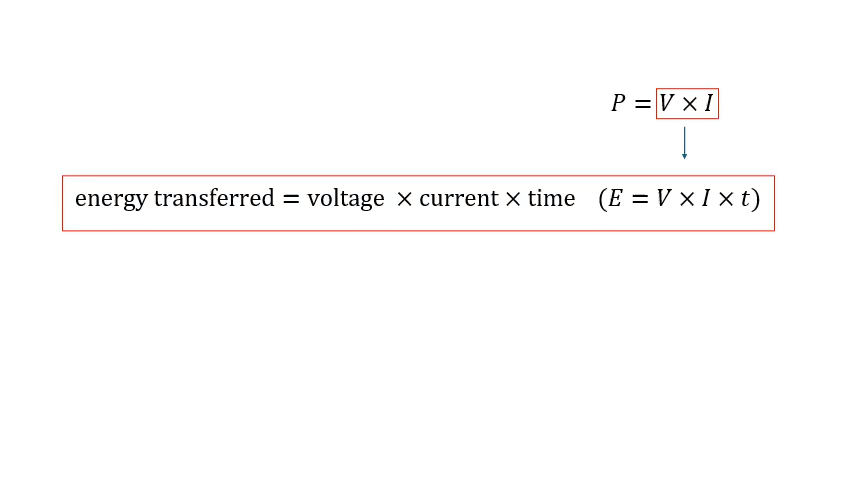 P = V × I
energy transferred = voltage × current × time (E = V × I × t)